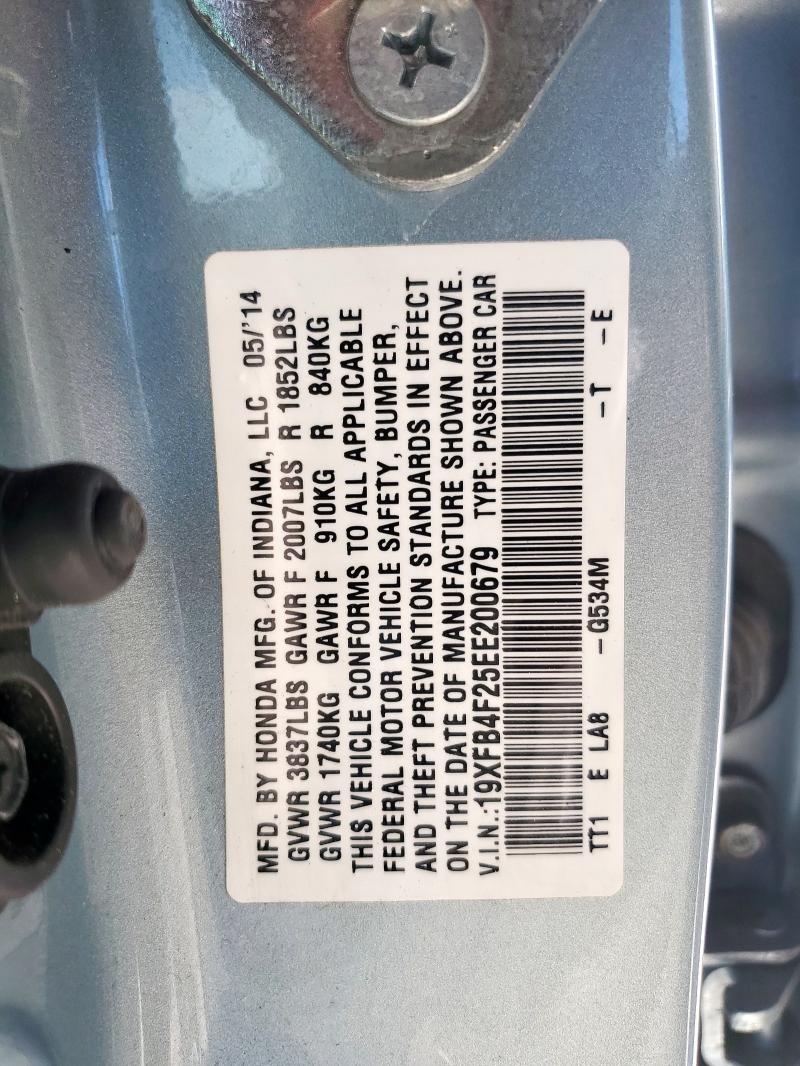 MFD. BY HONDA MFG. OF INDIANA, LLC 05/'14
GVWR 3837LBS GAWR F 2007LBS R 1852LBS
GVWR 1740KG GAWR F 910KG R 840KG
THIS VEHICLE CONFORMS TO ALL APPLICABLE
FEDERAL MOTOR VEHICLE SAFETY, BUMPER,
AND THEFT PREVENTION STANDARDS IN EFFECT
ON THE DATE OF MANUFACTURE SHOWN ABOVE.
V.I.N.:19XFB4F25EE200679 TYPE: PASSENGER CAR
TT1 E LA8 -G534M -T -E